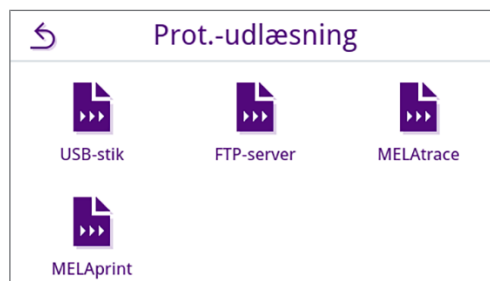 Prot.-udlæsning
USB-stik
FTP-server
MELAtrace
MELAprint